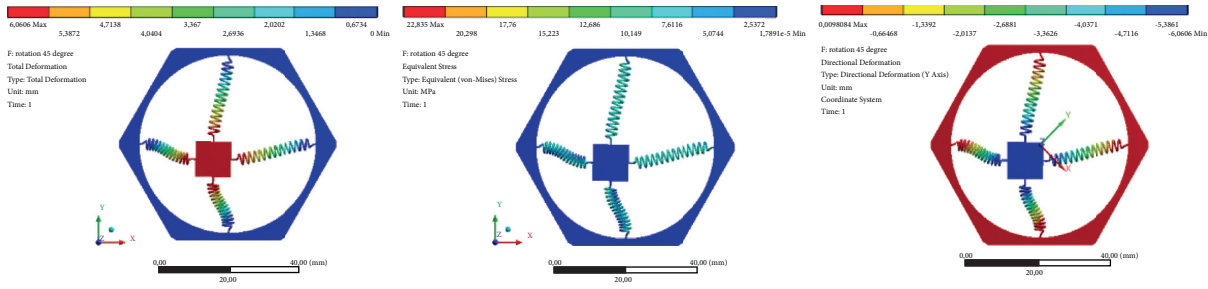 6,0606 Max 4,7138 3,367 2,0202 0,6734
5,3872 4,0404 2,6936 1,3468 0 Min
F: rotation 45 degree
Total Deformation
Type: Total Deformation
Unit: mm
Time: 1
Y
Z
X
0,00 40,00 (mm)
20,00
22,835 Max 17,76 12,686 7,6116 2,5372
20,298 15,223 10,149 5,0744 1,7891e-5 Min
F: rotation 45 degree
Equivalent Stress
Type: Equivalent (von-Mises) Stress
Unit: MPa
Time: 1
Y
Z
X
0,00 40,00 (mm)
20,00
0,0098084 Max -1,3392 -2,6881 -4,0371 -5,3861
-0,66468 -2,0137 -3,3626 -4,7116 -6,0606 Min
F: rotation 45 degree
Directional Deformation
Type: Directional Deformation (Y Axis)
Unit: mm
Coordinate System
Time: 1
Y
X
Y
Z
X
0,00 40,00 (mm)
20,00